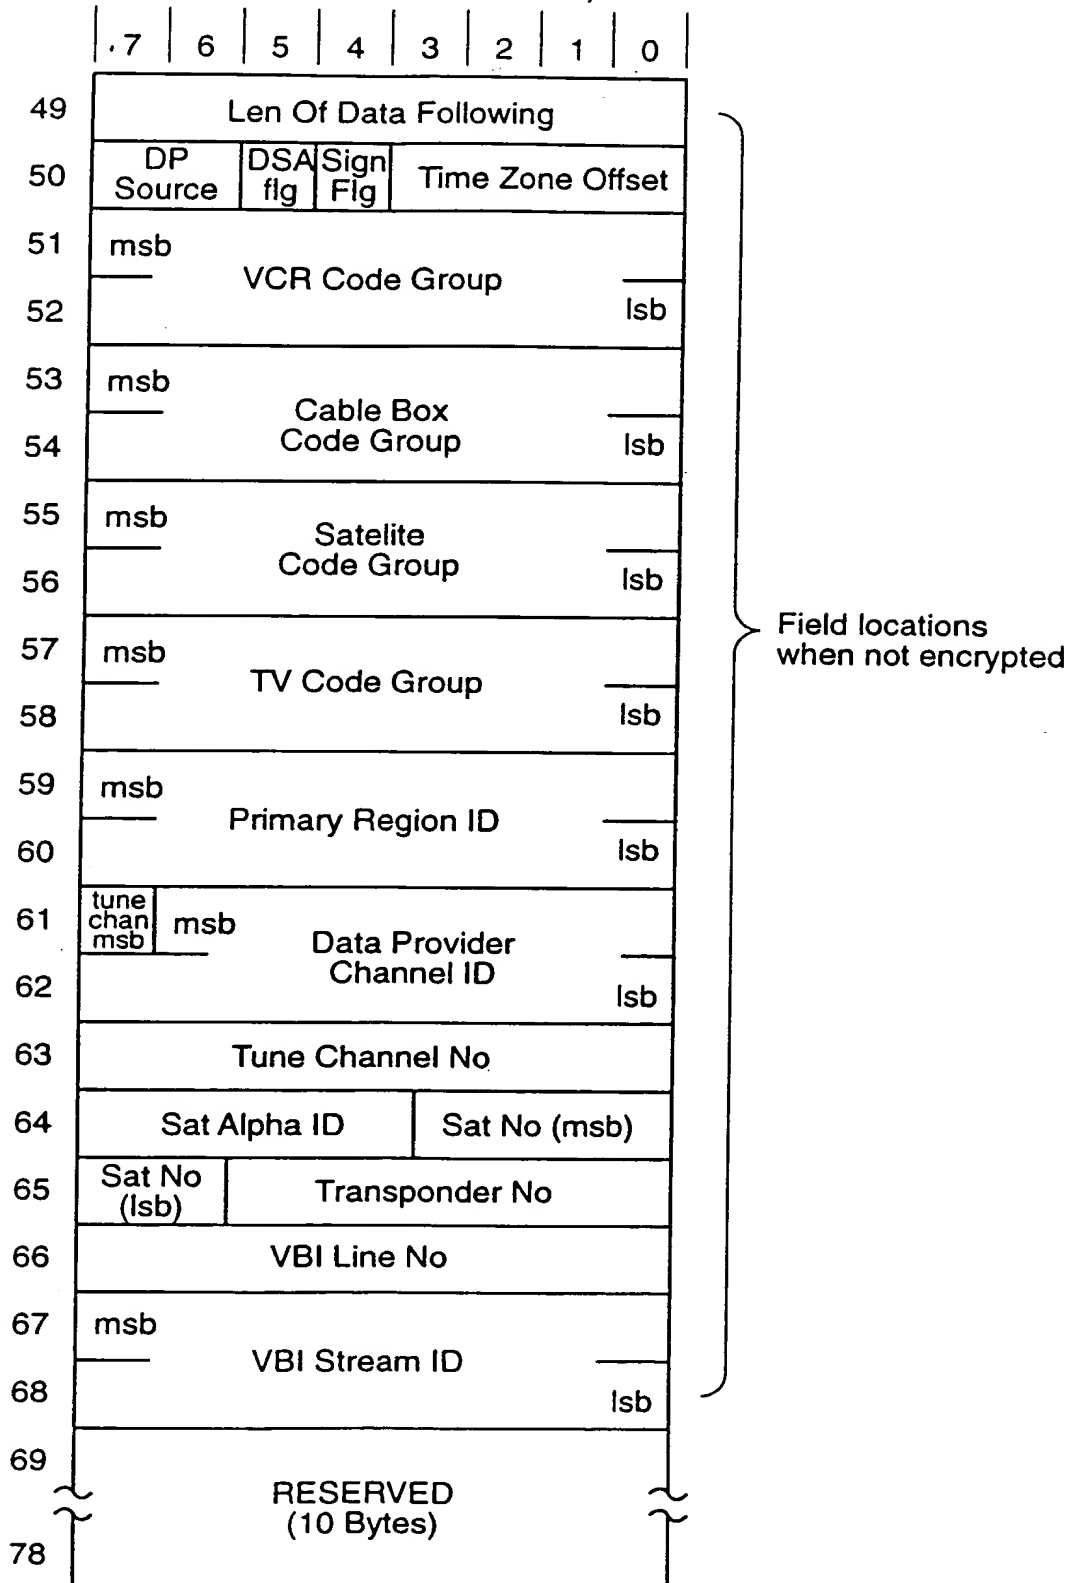 7 6 5 4 3 2 1 0
49 Len Of Data Following
50 DP Source DSA flg Sign Flg Time Zone Offset
51 msb
VCR Code Group
52 lsb
53 msb
Cable Box
Code Group
54 lsb
55 msb
Satelite
Code Group
56 lsb
57 msb
TV Code Group
58 lsb
Field locations
when not encrypted
59 msb
Primary Region ID
60 lsb
61 tune chan msb msb
Data Provider
Channel ID
62 lsb
63 Tune Channel No
64 Sat Alpha ID Sat No (msb)
65 Sat No (lsb) Transponder No
66 VBI Line No
67 msb
VBI Stream ID
68 lsb
69
RESERVED
(10 Bytes)
78